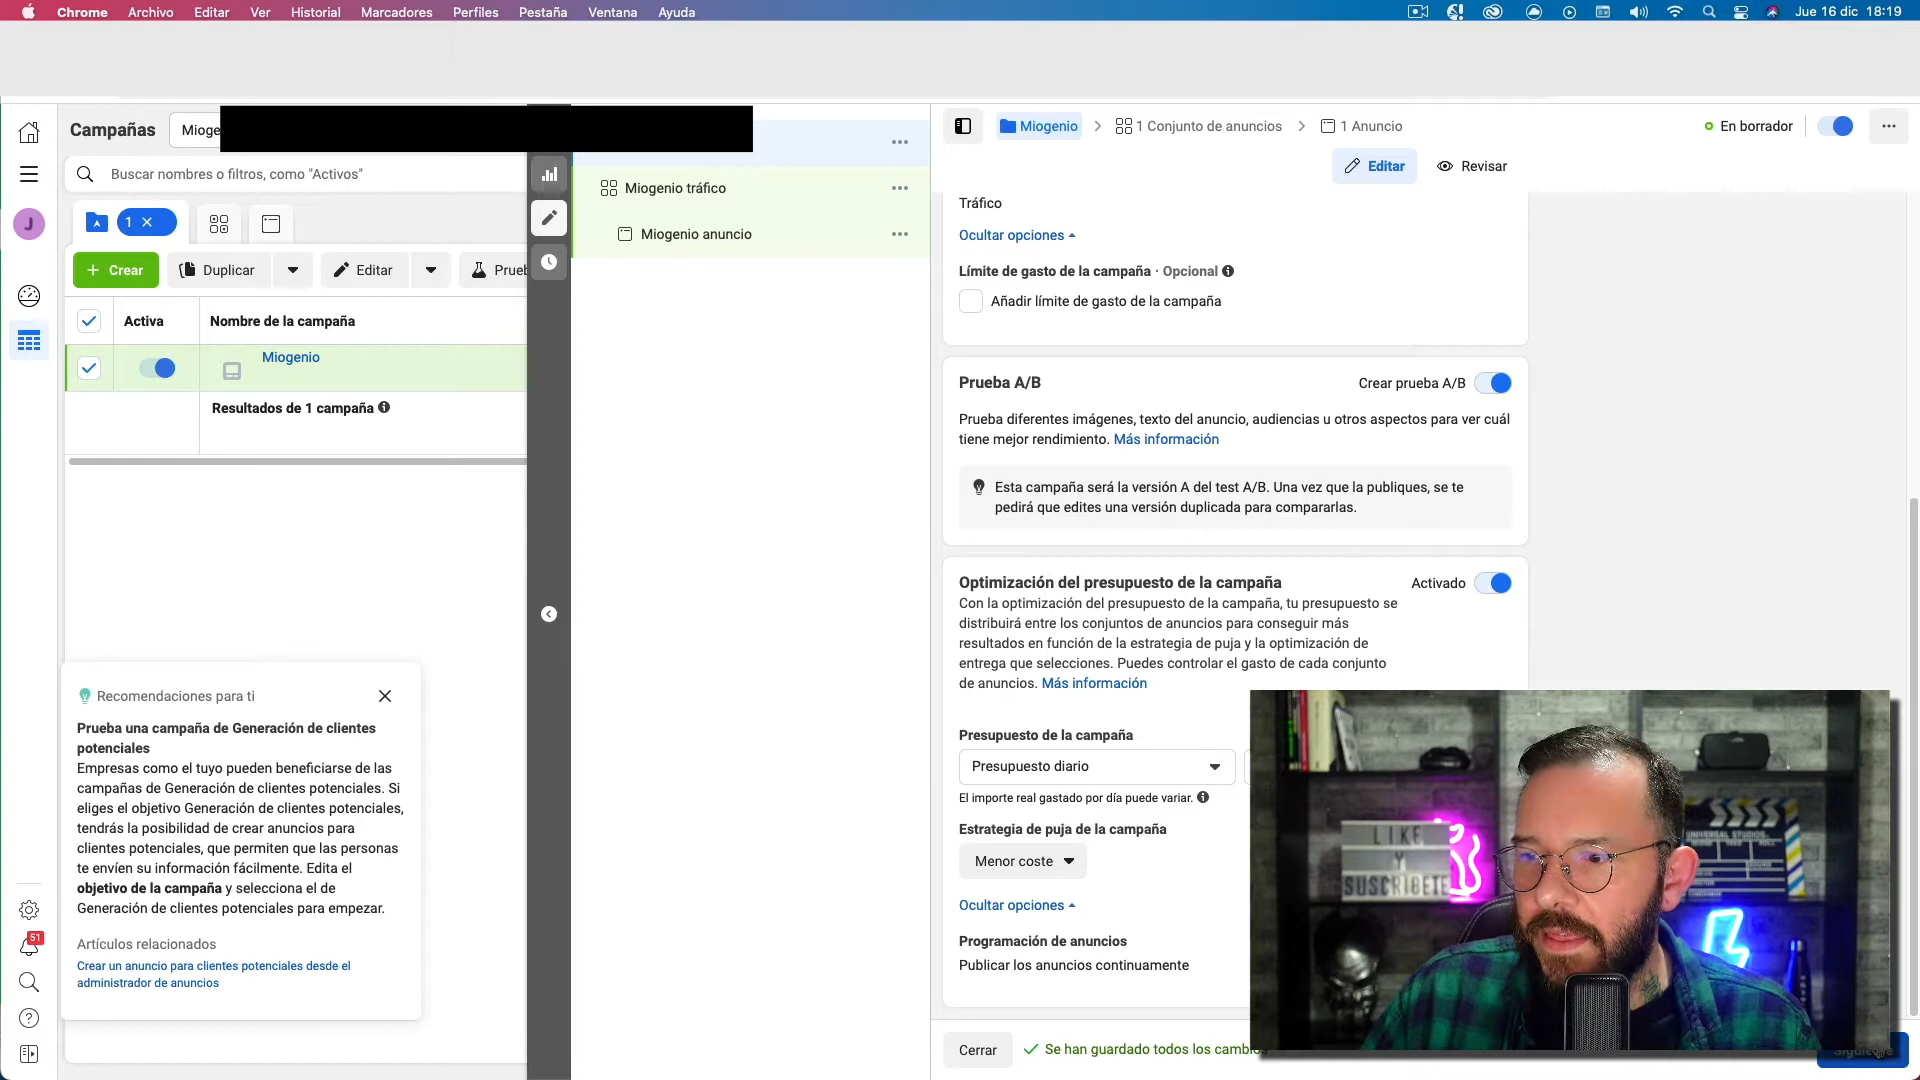 Chrome Archivo Editar Ver Historial Marcadores Perfiles Pestaña Ventana Ayuda
Jue 16 dic 18:19
Campañas
Buscar nombres o filtros, como "Activos"
1
Crear
Duplicar
Editar
Activa
Nombre de la campaña
Miogenio
Resultados de 1 campaña
Recomendaciones para ti
Prueba una campaña de Generación de clientes
potenciales
Empresas como el tuyo pueden beneficiarse de las
campañas de Generación de clientes potenciales. Si
eliges el objetivo Generación de clientes potenciales,
tendrás la posibilidad de crear anuncios para
clientes potenciales, que permiten que las personas
te envíen su información fácilmente. Edita el
objetivo de la campaña y selecciona el de
Generación de clientes potenciales para empezar.
Artículos relacionados
Crear un anuncio para clientes potenciales desde el
administrador de anuncios
J
51
Miogenio tráfico
Miogenio anuncio
Miogenio
1 Conjunto de anuncios
1 Anuncio
En borrador
Editar
Revisar
Tráfico
Ocultar opciones
Límite de gasto de la campaña · Opcional
Añadir límite de gasto de la campaña
Prueba A/B
Crear prueba A/B
Prueba diferentes imágenes, texto del anuncio, audiencias u otros aspectos para ver cuál
tiene mejor rendimiento. Más información
Esta campaña será la versión A del test A/B. Una vez que la publiques, se te
pedirá que edites una versión duplicada para compararlas.
Optimización del presupuesto de la campaña
Activado
Con la optimización del presupuesto de la campaña, tu presupuesto se
distribuirá entre los conjuntos de anuncios para conseguir más
resultados en función de la estrategia de puja y la optimización de
entrega que selecciones. Puedes controlar el gasto de cada conjunto
de anuncios. Más información
Presupuesto de la campaña
Presupuesto diario
El importe real gastado por día puede variar.
Estrategia de puja de la campaña
Menor coste
Ocultar opciones
Programación de anuncios
Publicar los anuncios continuamente
Cerrar
Se han guardado todos los cambios
LIKE
Y
SUSCRIBETE
UNIVERSAL STUDIOS